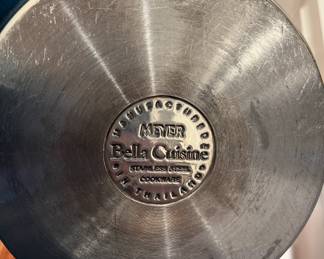 MANUFACTURED
MEYER
Bella Cuisine
STAINLESS STEEL
COOKWARE
IN THAILAND